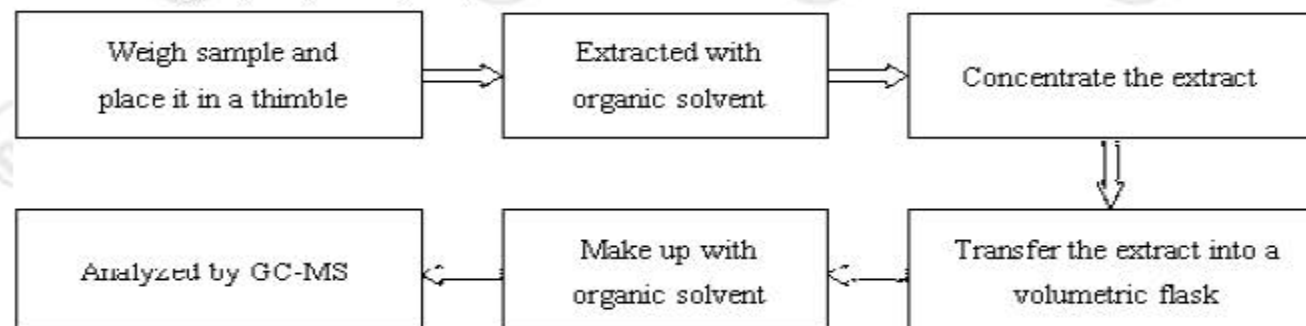 Weigh sample and
place it in a thimble
Extracted with
organic solvent
Concentrate the extract
Transfer the extract into a
volumetric flask
Make up with
organic solvent
Analyzed by GC-MS